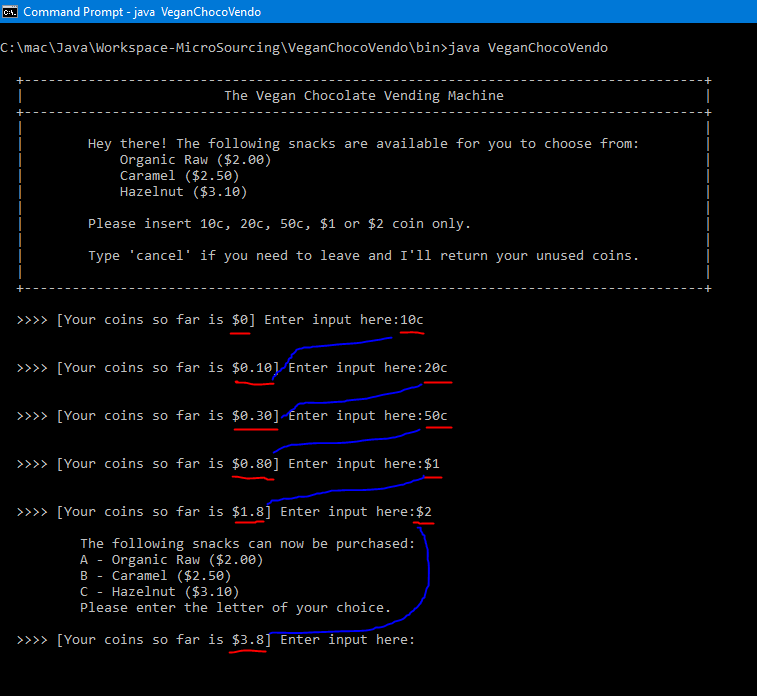 Command Prompt - java VeganChocoVendo
C:\mac\Java\Workspace-MicroSourcing\VeganChocoVendo\bin>java VeganChocoVendo
The Vegan Chocolate Vending Machine
Hey there! The following snacks are available for you to choose from:
Organic Raw ($2.00)
Caramel ($2.50)
Hazelnut ($3.10)
Please insert 10c, 20c, 50c, $1 or $2 coin only.
Type 'cancel' if you need to leave and I'll return your unused coins.
>>>> [Your coins so far is $0] Enter input here:10c
>>>> [Your coins so far is $0.10] Enter input here:20c
>>>> [Your coins so far is $0.30] Enter input here:50c
>>>> [Your coins so far is $0.80] Enter input here:$1
>>>> [Your coins so far is $1.8] Enter input here:$2
The following snacks can now be purchased:
A - Organic Raw ($2.00)
B - Caramel ($2.50)
C - Hazelnut ($3.10)
Please enter the letter of your choice.
>>>> [Your coins so far is $3.8] Enter input here: